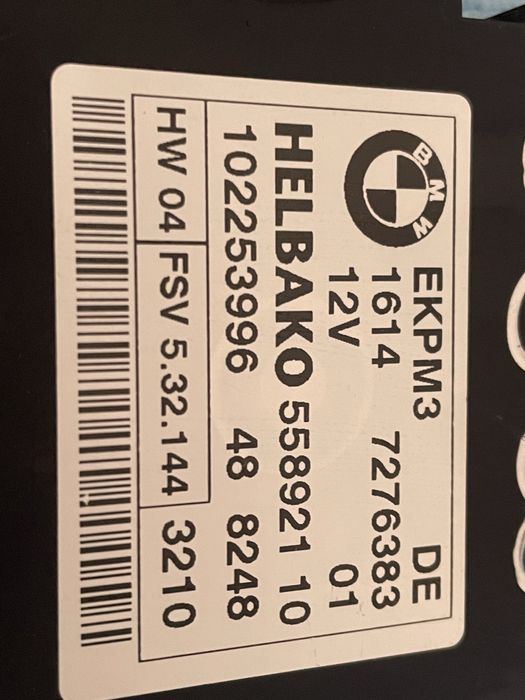 BMW
EKPM3 DE
1614 7276383
12V 01
HELBAKO 558921 10
102253996 48 8248
HW 04 FSV 5.32.144 3210